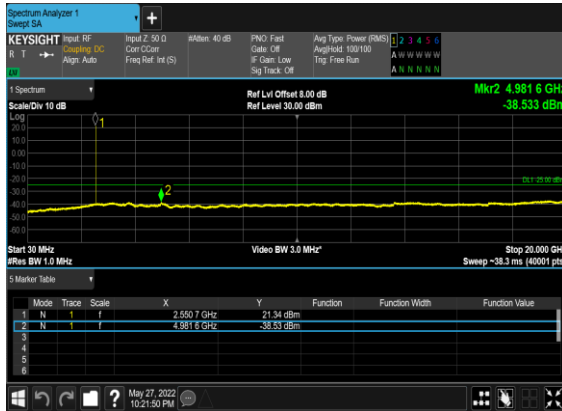 Spectrum Analyzer 1
Swept SA
+
KEYSIGHT Input: RF Input Z: 50 Ω #Atten: 40 dB PNO: Fast Avg Type: Power (RMS) 1 2 3 4 5 6
R T Coupling: DC Corr CCorr Gate: Off Avg|Hold: 100/100 A W W W W W
Align: Auto Freq Ref: Int (S) IF Gain: Low Trig: Free Run
Sig Track: Off A N N N N N
1 Spectrum
Scale/Div 10 dB
Ref Lvl Offset 8.00 dB
Ref Level 30.00 dBm
Mkr2 4.981 6 GHz
-38.533 dBm
Log
1
20.0
10.0
0.00
-10.0
-20.0
DL1 -25.00 dB
-30.0
2
-40.0
-50.0
-60.0
Start 30 MHz Video BW 3.0 MHz* Stop 20.000 GH
#Res BW 1.0 MHz Sweep ~38.3 ms (40001 pts
5 Marker Table
Mode Trace Scale X Y Function Function Width Function Value
1 N 1 f 2.550 7 GHz 21.34 dBm
2 N 1 f 4.981 6 GHz -38.53 dBm
3
4
5
6
? May 27, 2022
10:21:50 PM